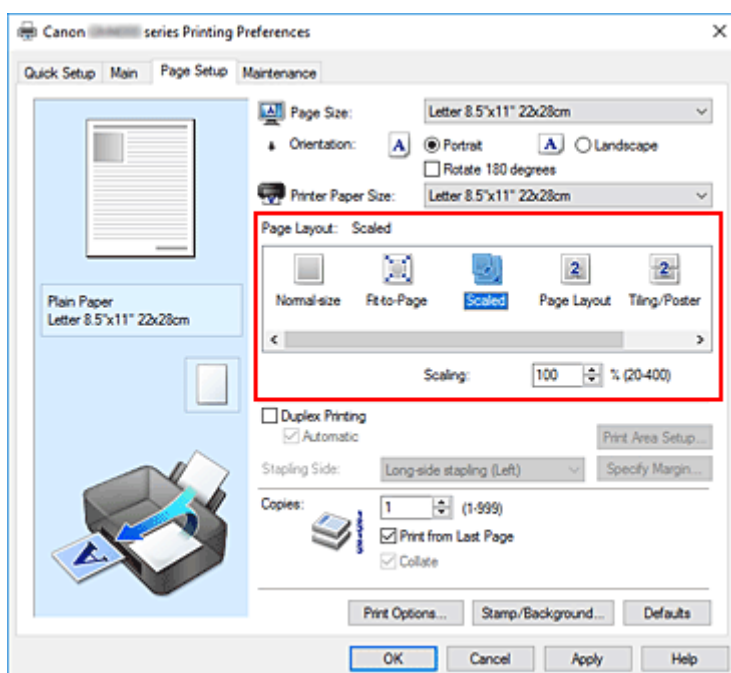 Canon series Printing Preferences
Quick Setup Main Page Setup Maintenance
Page Size: Letter 8.5"x11" 22x28cm
Orientation: A Portrait A Landscape
Rotate 180 degrees
Printer Paper Size: Letter 8.5"x11" 22x28cm
Page Layout: Scaled
2 2
Normal-size Fit-to-Page Scaled Page Layout Tiling/Poster
Plain Paper
Letter 8.5"x11" 22x28cm
Scaling: 100 % (20-400)
Duplex Printing
Automatic
Print Area Setup...
Stapling Side: Long-side stapling (Left) Specify Margin...
Copies: 1 (1-999)
Print from Last Page
Collate
A
Print Options... Stamp/Background... Defaults
OK Cancel Apply Help